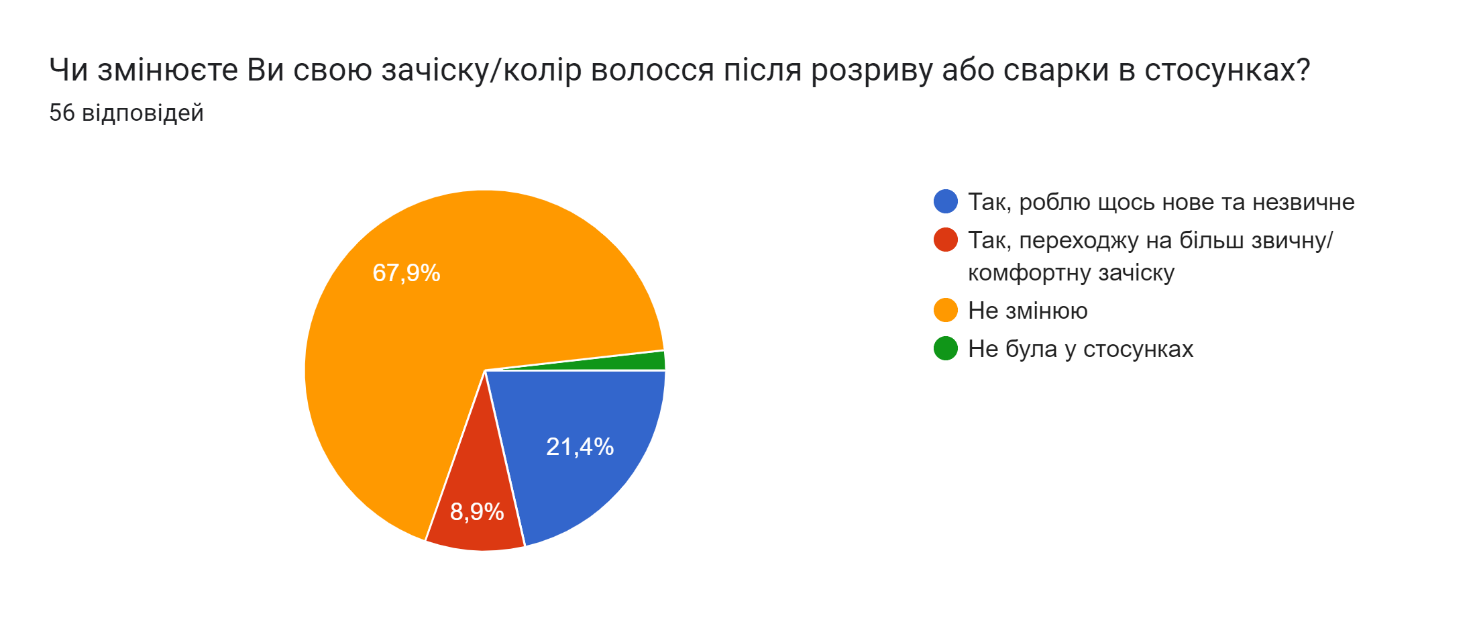 Чи змінюєте Ви свою зачіску/колір волосся після розриву або сварки в стосунках?
56 відповідей
Так, роблю щось нове та незвичне
Так, переходжу на більш звичну/
комфортну зачіску
Не змінюю
Не була у стосунках
67,9%
21,4%
8,9%